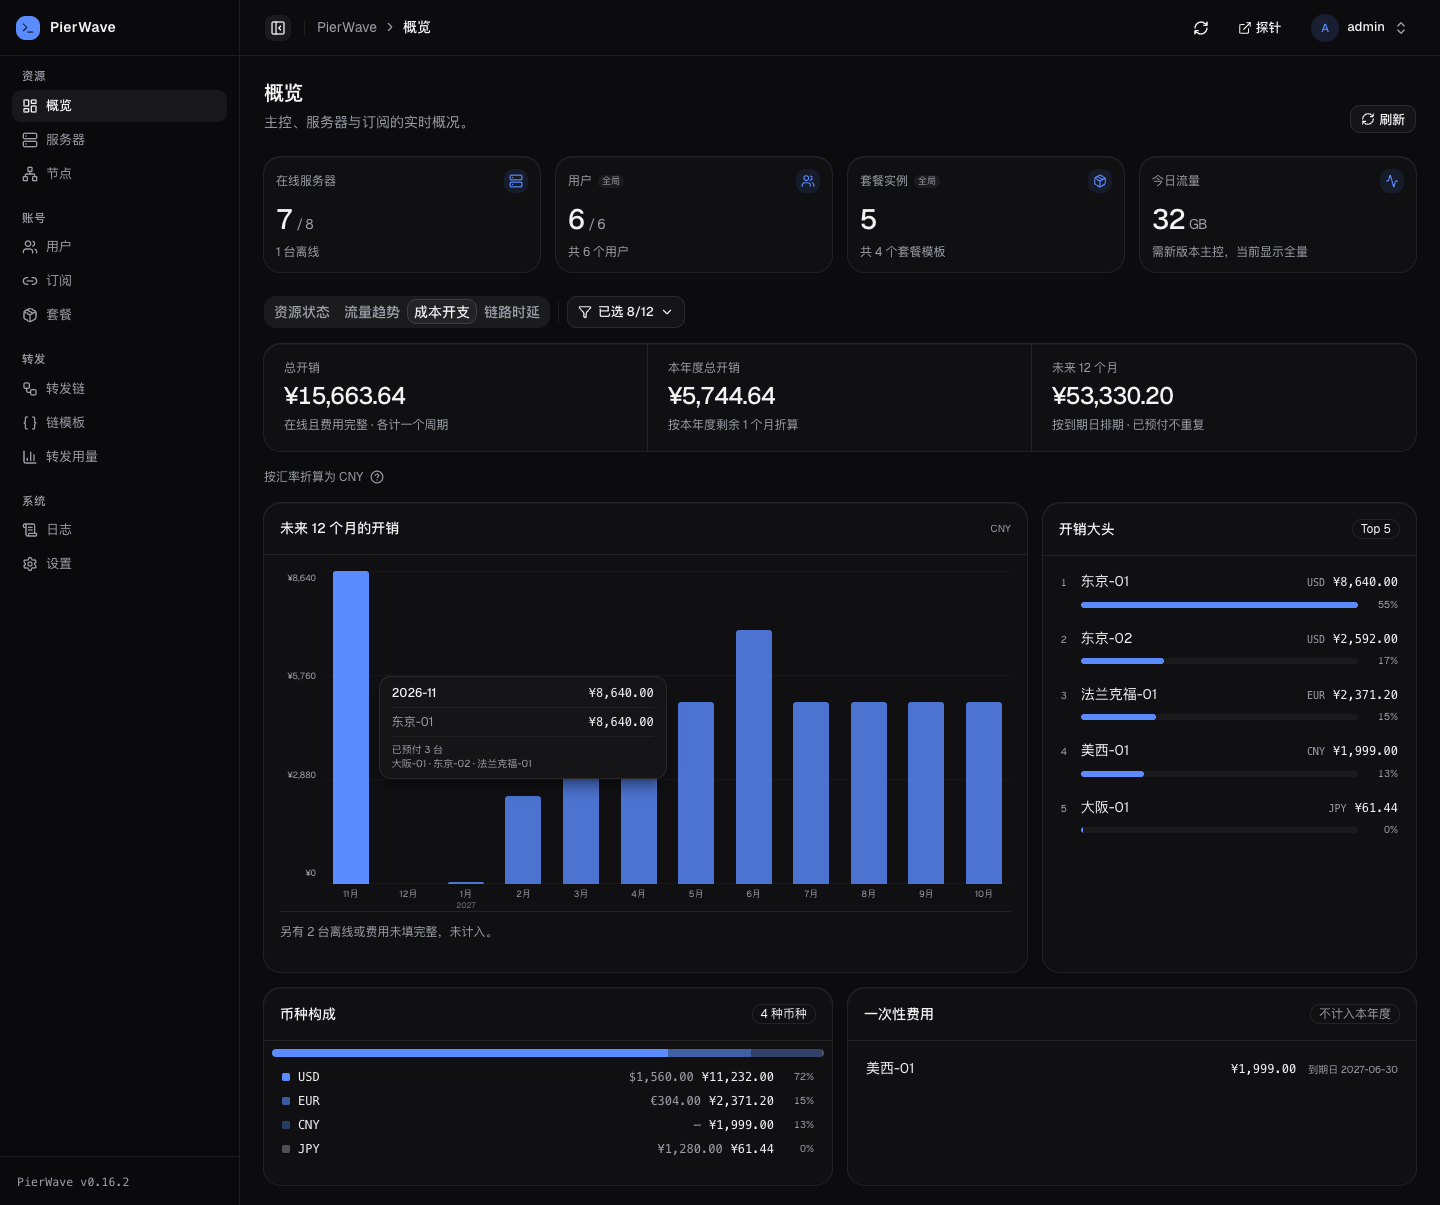 PierWave
PierWave > 概览
探针
A admin
资源
概览
服务器
节点
账号
用户
订阅
套餐
转发
转发链
链模板
转发用量
系统
日志
设置
PierWave v0.16.2
概览
主控、服务器与订阅的实时概况。
刷新
在线服务器
7 / 8
1 台离线
用户 全局
6 / 6
共 6 个用户
套餐实例 全局
5
共 4 个套餐模板
今日流量
32 GB
需新版本主控，当前显示全量
资源状态 流量趋势 成本开支 链路时延
已选 8/12
总开销
¥15,663.64
在线且费用完整 · 各计一个周期
本年度总开销
¥5,744.64
按本年度剩余 1 个月折算
未来 12 个月
¥53,330.20
按到期日排期 · 已预付不重复
按汇率折算为 CNY
未来 12 个月的开销 CNY
¥8,640
¥5,760
¥2,880
¥0
2026-11 ¥8,640.00
东京-01 ¥8,640.00
已预付 3 台
大阪-01 · 东京-02 · 法兰克福-01
11月 12月 1月 2月 3月 4月 5月 6月 7月 8月 9月 10月
2027
另有 2 台离线或费用未填完整，未计入。
开销大头 Top 5
1 东京-01 USD ¥8,640.00
55%
2 东京-02 USD ¥2,592.00
17%
3 法兰克福-01 EUR ¥2,371.20
15%
4 美西-01 CNY ¥1,999.00
13%
5 大阪-01 JPY ¥61.44
0%
币种构成 4 种币种
USD $1,560.00 ¥11,232.00 72%
EUR €304.00 ¥2,371.20 15%
CNY — ¥1,999.00 13%
JPY ¥1,280.00 ¥61.44 0%
一次性费用 不计入本年度
美西-01 ¥1,999.00 到期日 2027-06-30